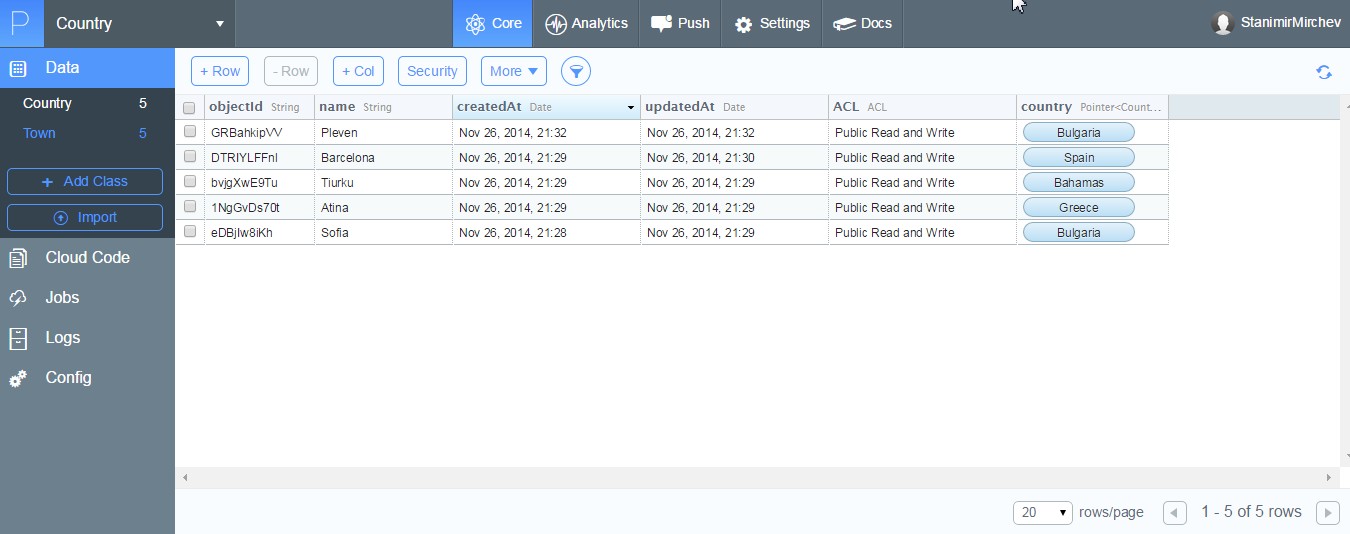 Country
Core
Analytics
Push
Settings
Docs
StanimirMirchev
Data
Country 5
Town 5
+ Add Class
Import
Cloud Code
Jobs
Logs
Config
+ Row
- Row
+ Col
Security
More
objectId String name String createdAt Date updatedAt Date ACL ACL country Pointer<Count...
Pleven Nov 26, 2014, 21:32 Nov 26, 2014, 21:32 Public Read and Write Bulgaria
Barcelona Nov 26, 2014, 21:29 Nov 26, 2014, 21:30 Public Read and Write Spain
bvjgXwE9Tu Tiurku Nov 26, 2014, 21:29 Nov 26, 2014, 21:29 Public Read and Write Bahamas
1NgGvDs70t Atina Nov 26, 2014, 21:29 Nov 26, 2014, 21:29 Public Read and Write Greece
Sofia Nov 26, 2014, 21:28 Nov 26, 2014, 21:29 Public Read and Write Bulgaria
20 rows/page 1 - 5 of 5 rows